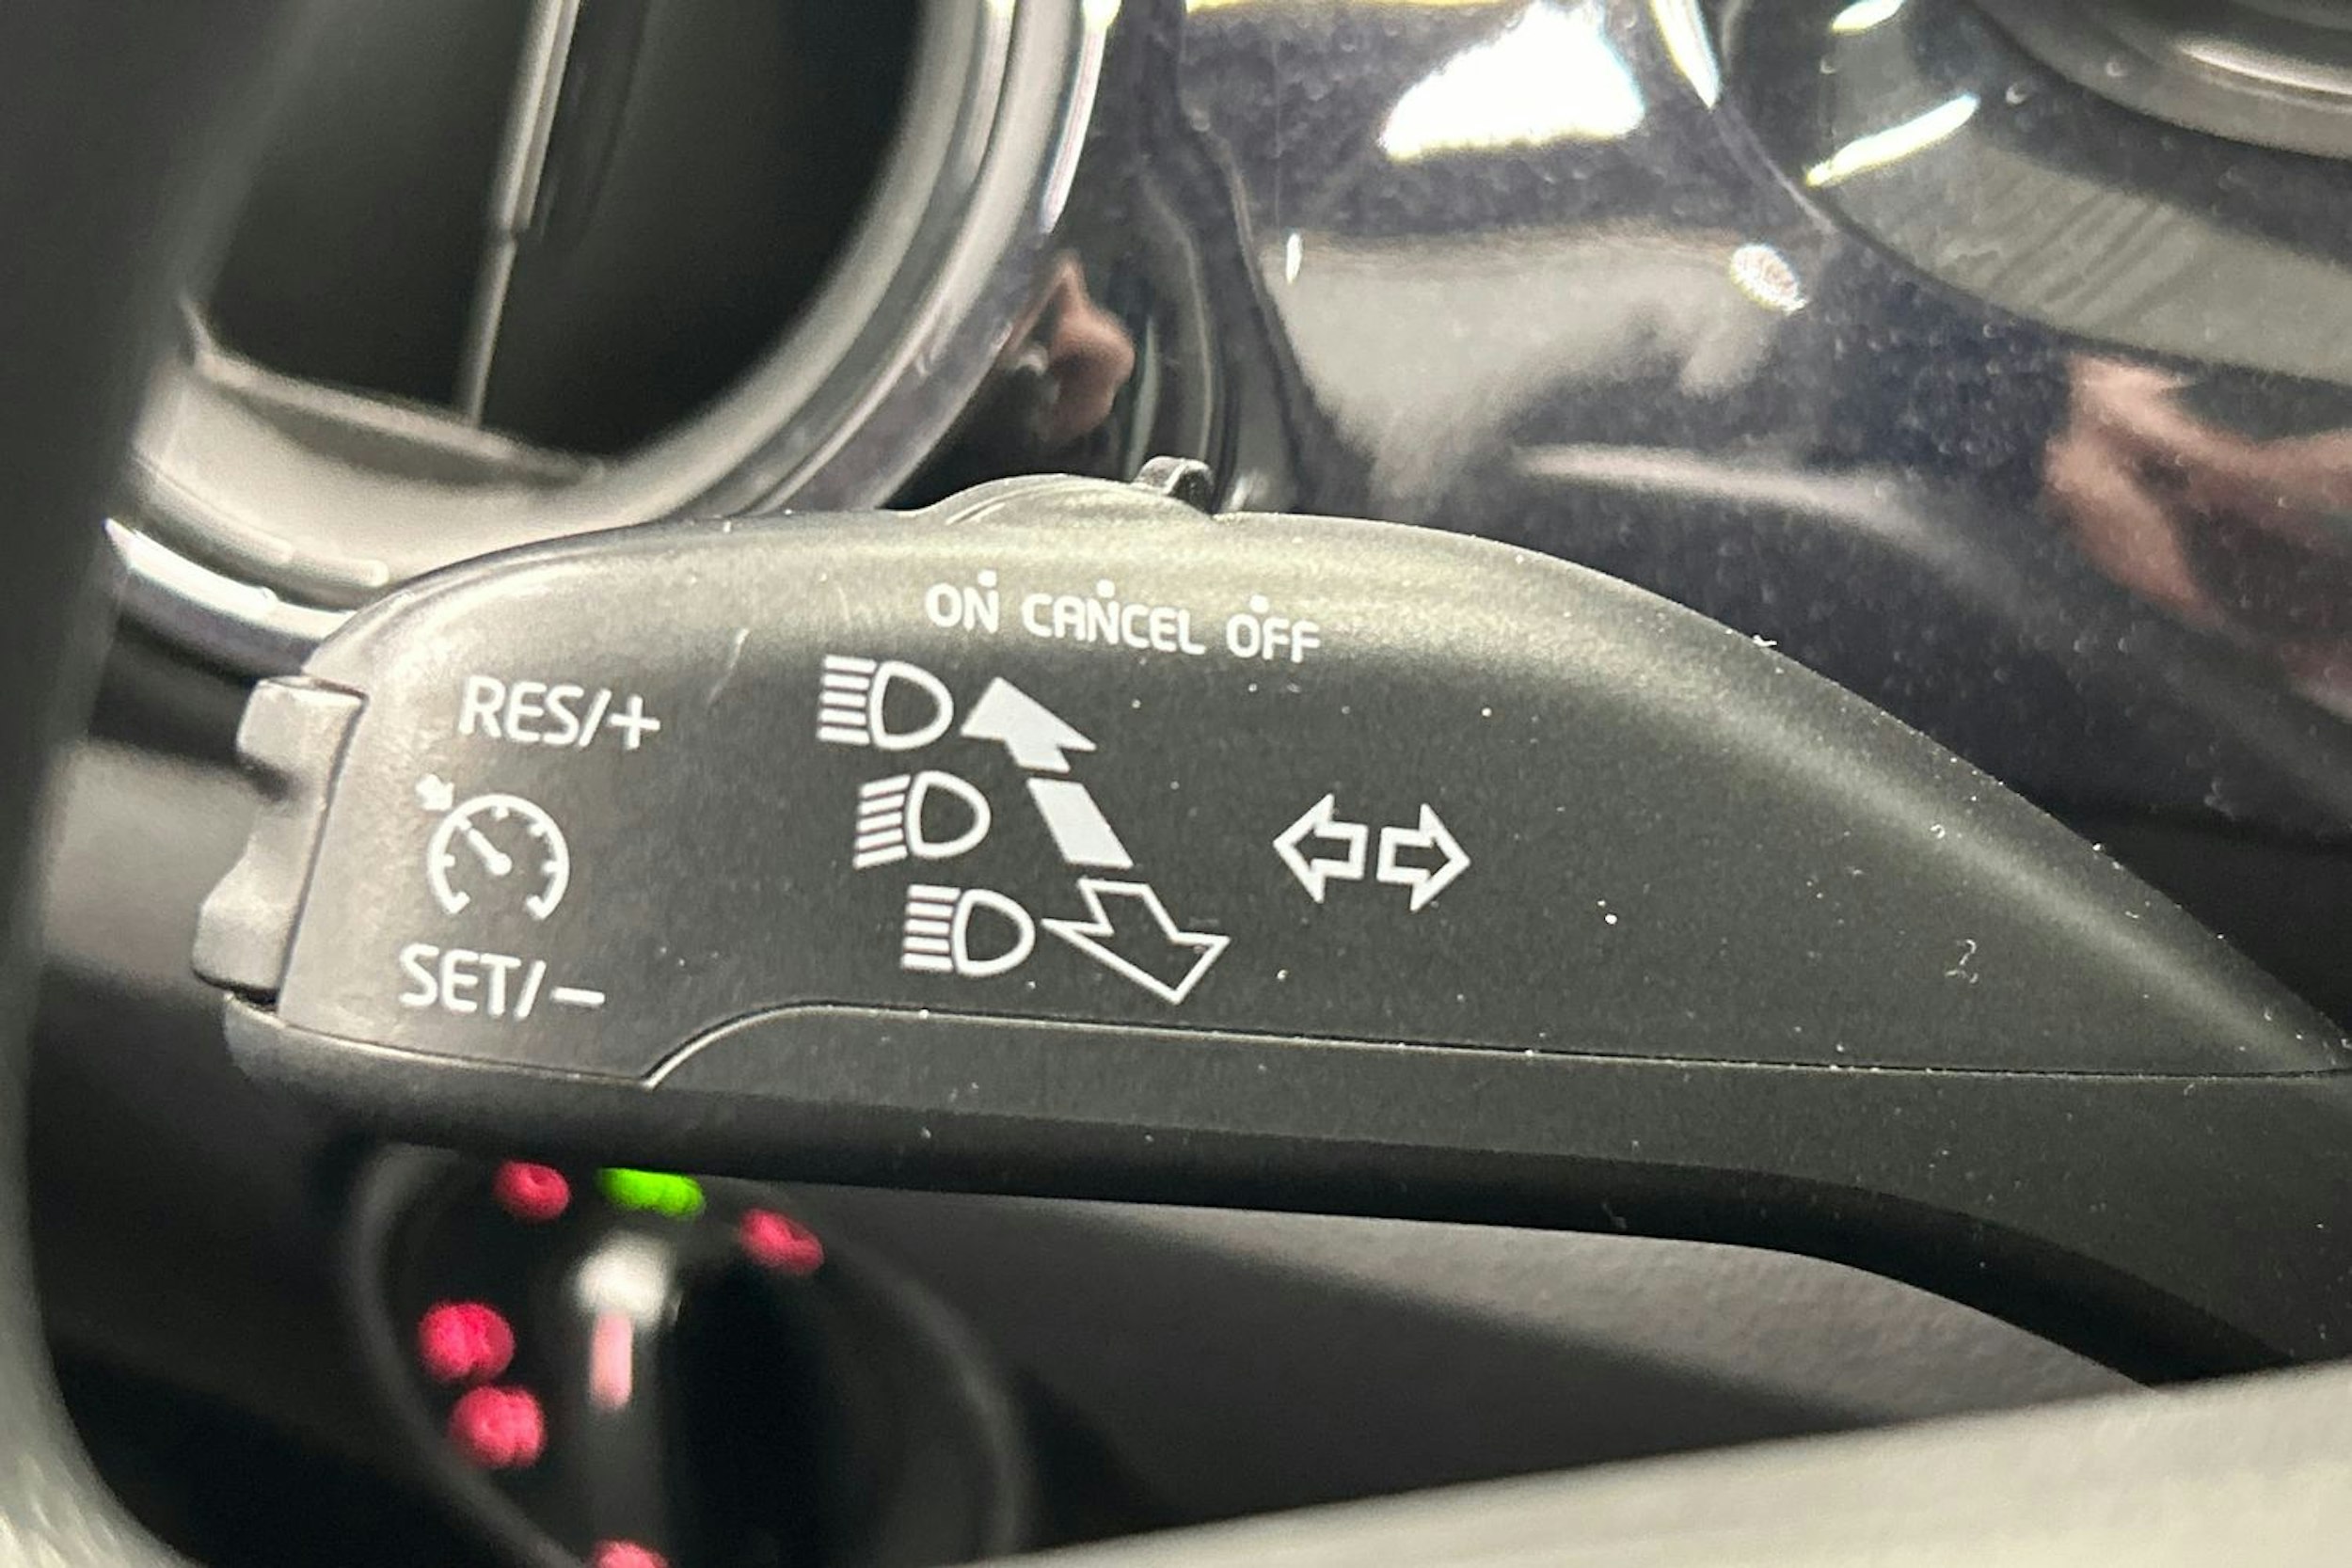 ON CANCEL OFF
RES/+
SET/−